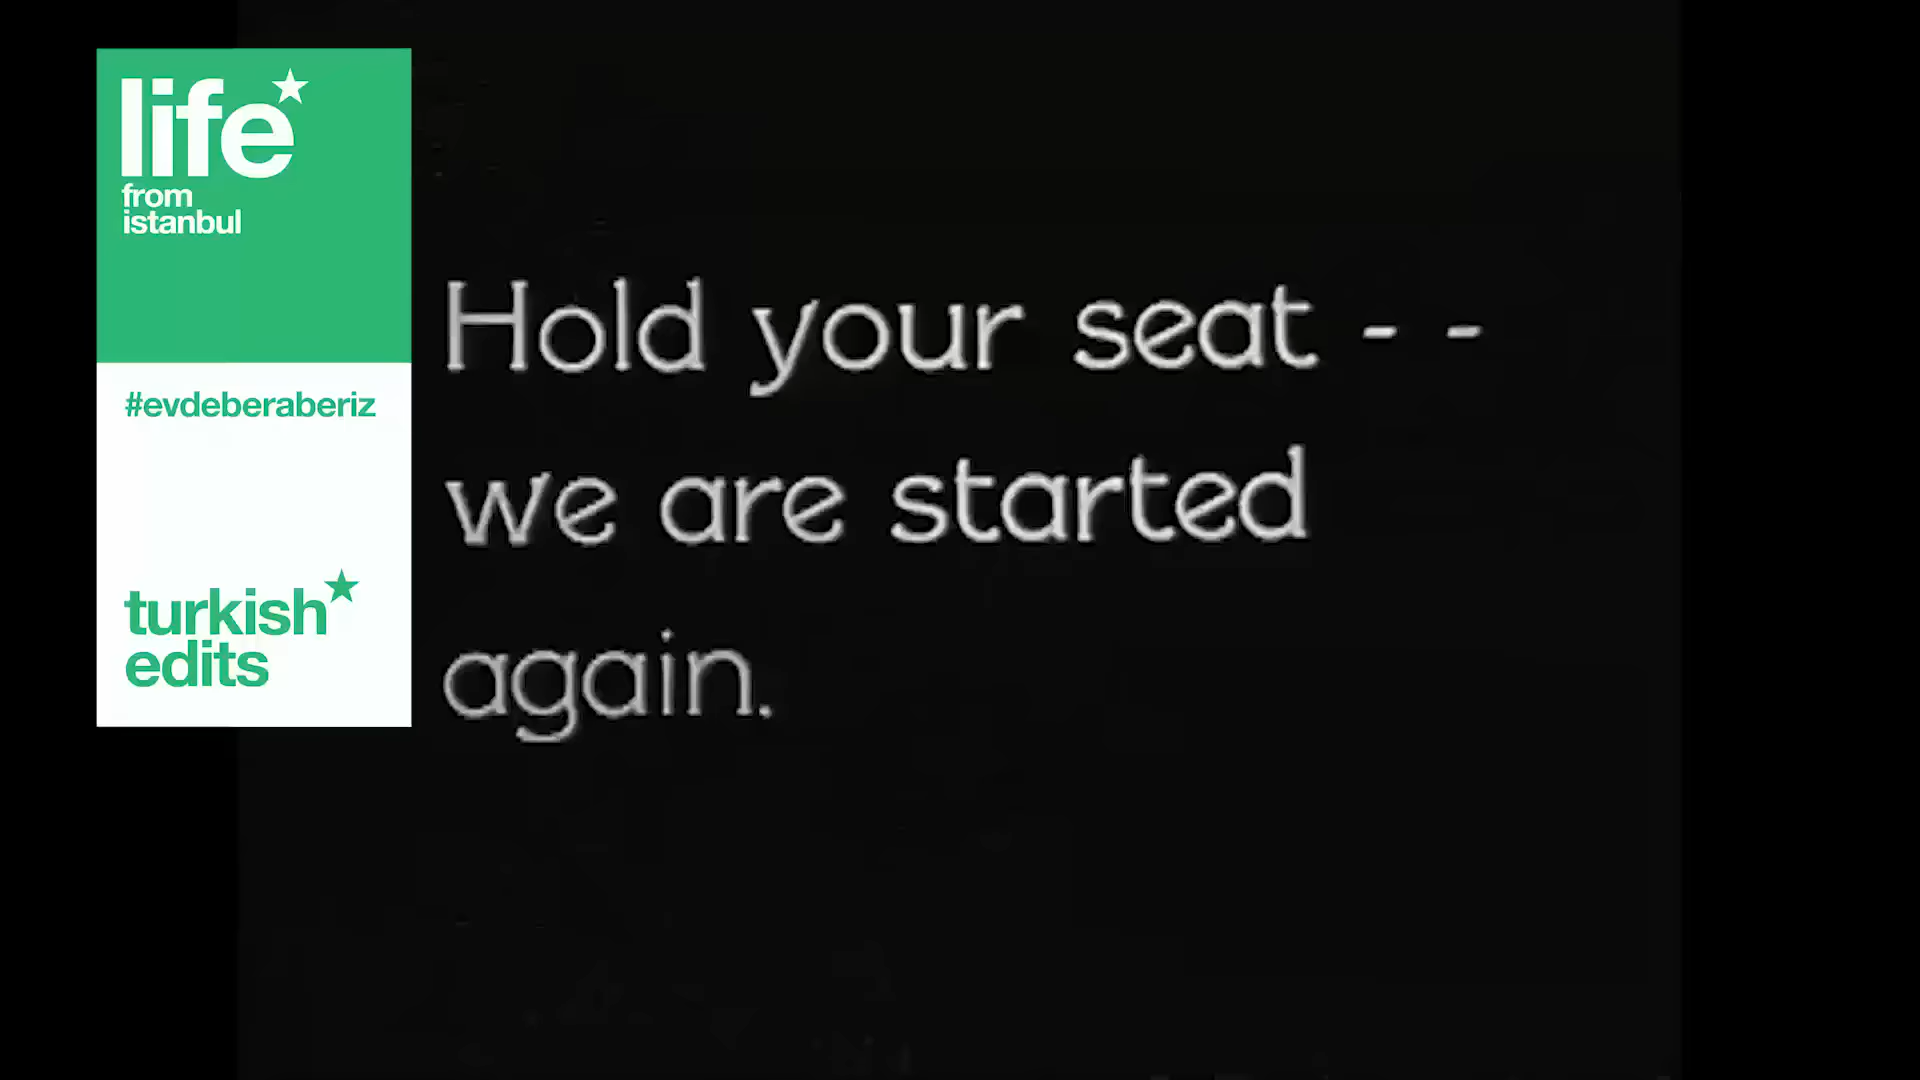 life
from
istanbul
#evdeberaberiz
turkish
edits
Hold your seat - -
we are started
again.